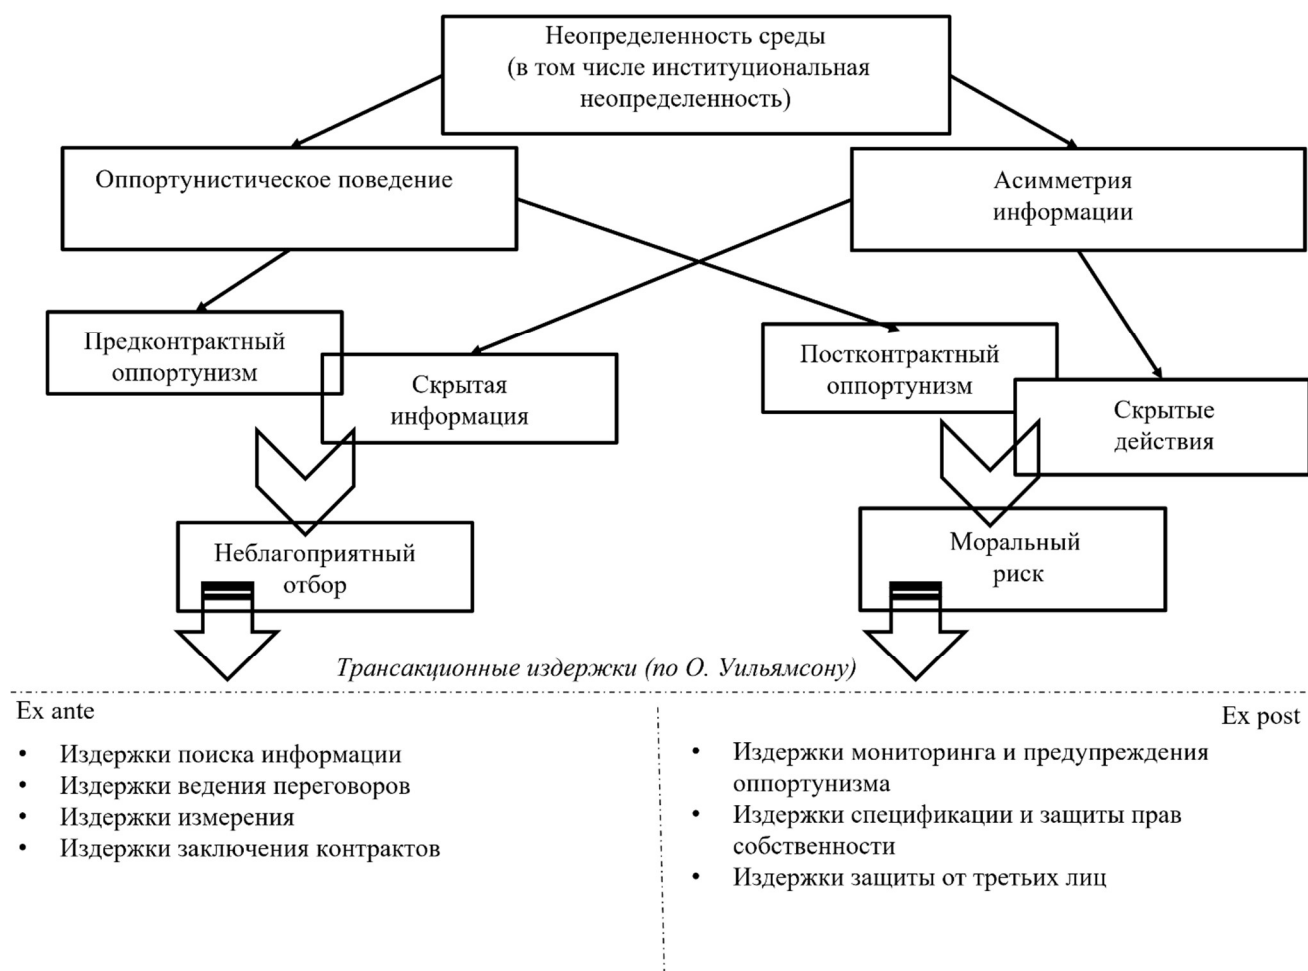 Неопределенность среды
(в том числе институциональная
неопределенность)
Оппортунистическое поведение
Асимметрия
информации
Предконтрактный
оппортунизм
Скрытая
информация
Постконтрактный
оппортунизм
Скрытые
действия
Неблагоприятный
отбор
Моральный
риск
Трансакционные издержки (по О. Уильямсону)
Ex ante
• Издержки поиска информации
• Издержки ведения переговоров
• Издержки измерения
• Издержки заключения контрактов
Ex post
• Издержки мониторинга и предупреждения
оппортунизма
• Издержки спецификации и защиты прав
собственности
• Издержки защиты от третьих лиц